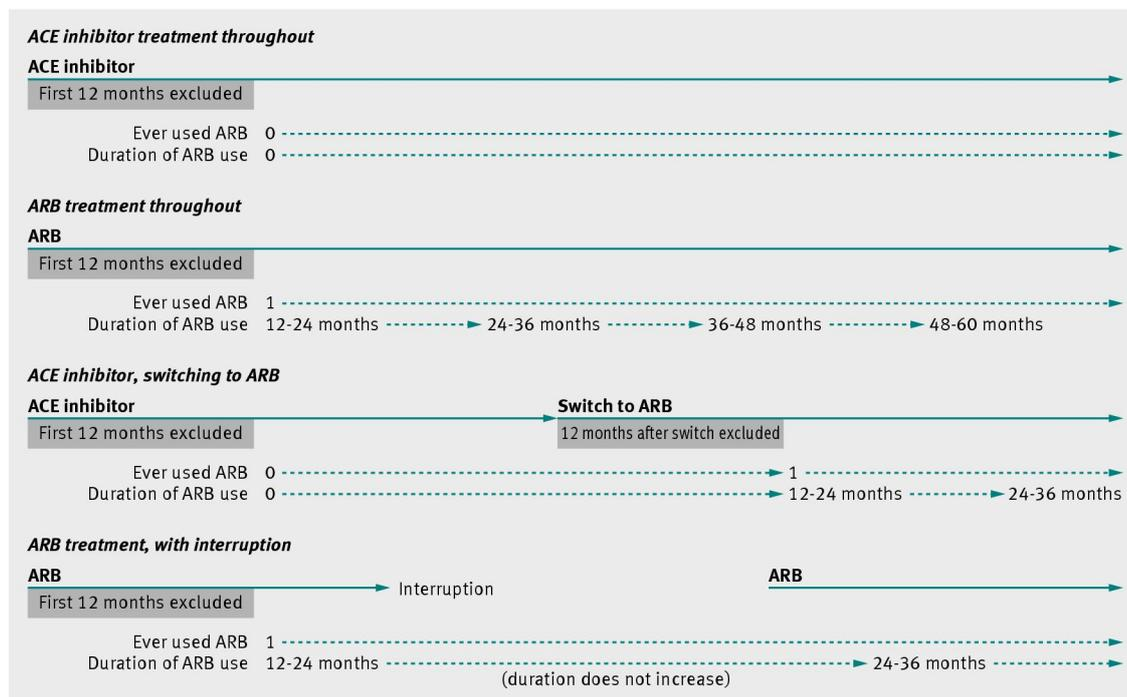 ACE inhibitor treatment throughout
ACE inhibitor
First 12 months excluded
Ever used ARB 0
Duration of ARB use 0
ARB treatment throughout
ARB
First 12 months excluded
Ever used ARB 1
Duration of ARB use 12-24 months 24-36 months 36-48 months 48-60 months
ACE inhibitor, switching to ARB
ACE inhibitor Switch to ARB
First 12 months excluded 12 months after switch excluded
Ever used ARB 0 1
Duration of ARB use 0 12-24 months 24-36 months
ARB treatment, with interruption
ARB ARB
Interruption
First 12 months excluded
Ever used ARB 1
Duration of ARB use 12-24 months 24-36 months
(duration does not increase)